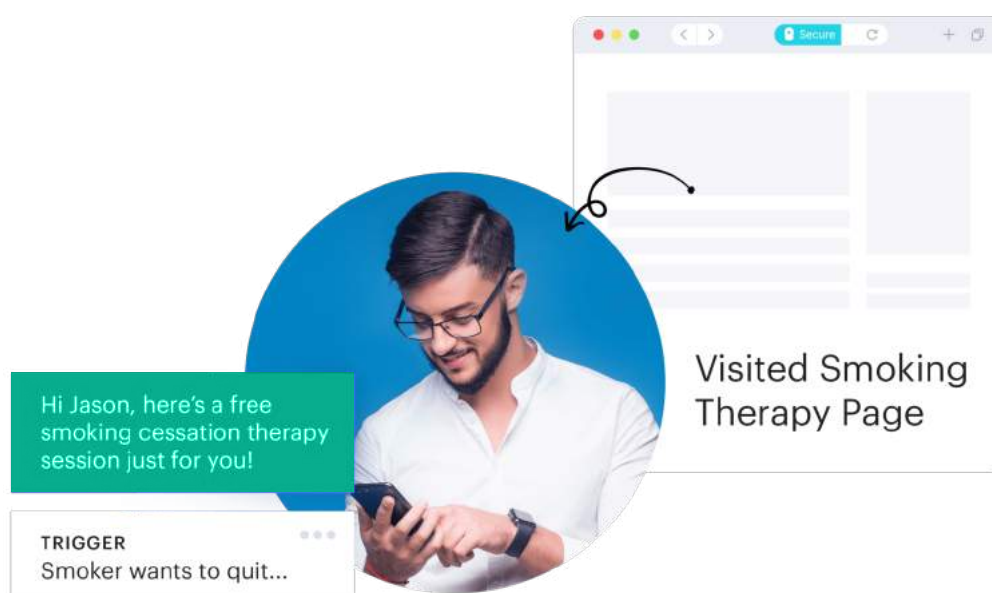 Secure
Visited Smoking
Therapy Page
Hi Jason, here's a free
smoking cessation therapy
session just for you!
TRIGGER
Smoker wants to quit...